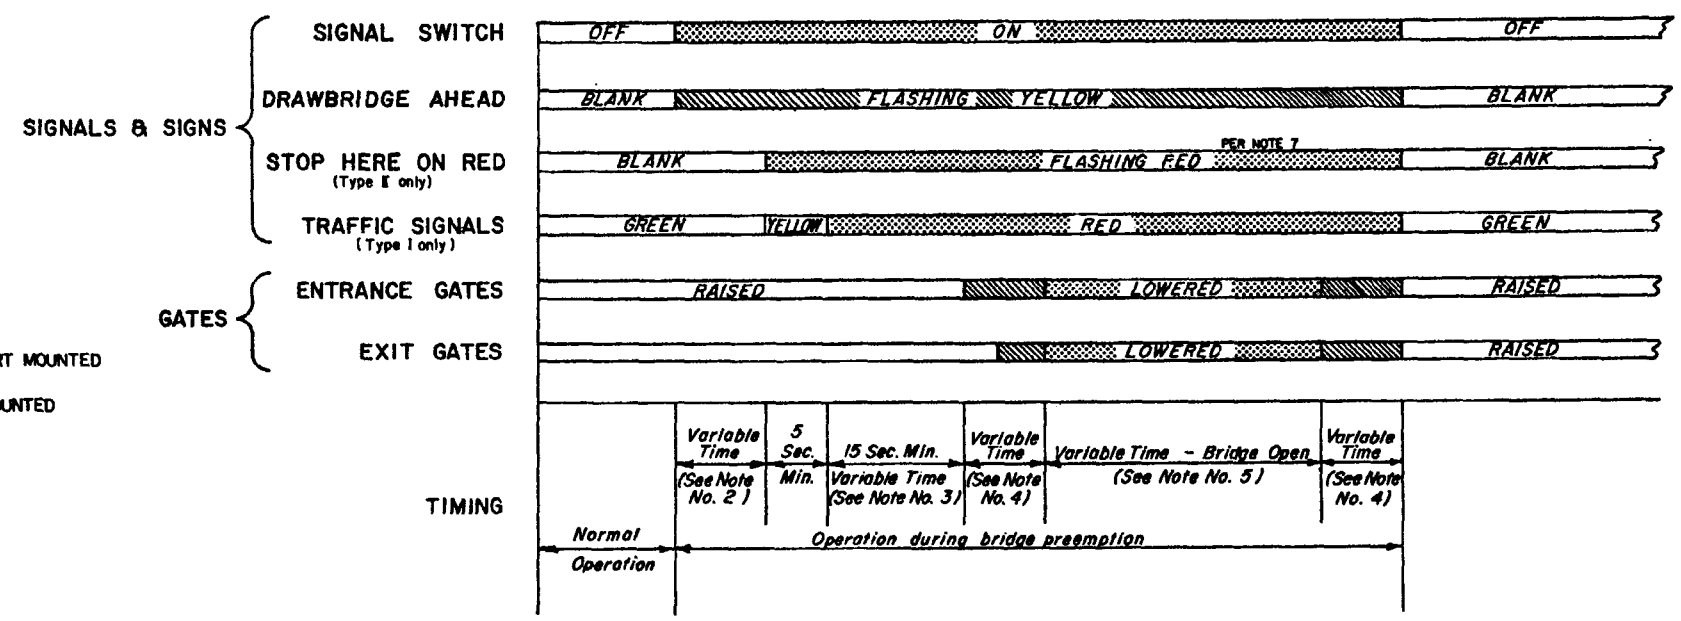 SIGNAL SWITCH OFF ON OFF
DRAWBRIDGE AHEAD BLANK FLASHING YELLOW BLANK
SIGNALS & SIGNS
PER NOTE 7
STOP HERE ON RED BLANK FLASHING RED BLANK
(Type II only)
TRAFFIC SIGNALS GREEN YELLOW RED GREEN
(Type I only)
ENTRANCE GATES RAISED LOWERED RAISED
GATES
EXIT GATES LOWERED RAISED
RT MOUNTED
OUNTED
Variable Time (See Note No. 2)
5 Sec. Min.
15 Sec. Min. Variable Time (See Note No. 3)
Variable Time (See Note No. 4)
Variable Time - Bridge Open (See Note No. 5)
Variable Time (See Note No. 4)
TIMING
Normal Operation
Operation during bridge preemption